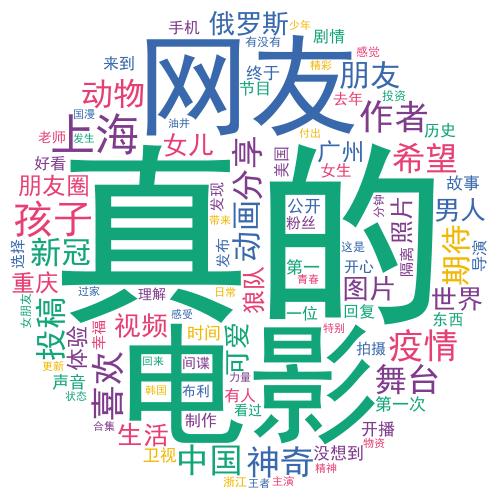 手机
俄罗斯
有没有
剧情
少年
感觉
精彩
来到
网友
终于
朋友
节目
投资
动物
去年
作者
国漫
油井
付出
上海
老师
发生
历史
女儿
分享
广州
希望
好看
美国
女生
朋友圈
真的
故事
发现
公开
照片
男人
孩子
带来
粉丝
分钟
动画
期待
新冠
这是
导演
选择
发布
第一
开心
隔离
重庆
狼队
青春
图片
世界
女朋友
过家
理解
日常
投稿
一位
回复
东西
视频
感受
特别
幸福
时间
可爱
电影
拍摄
疫情
体验
更新
回来
间谍
声音
力量
舞台
状态
喜欢
韩国
布利
有人
第一次
合集
制作
看过
生活
开播
卫视
没想到
物资
中国
神奇
精神
浙江
王者
主演